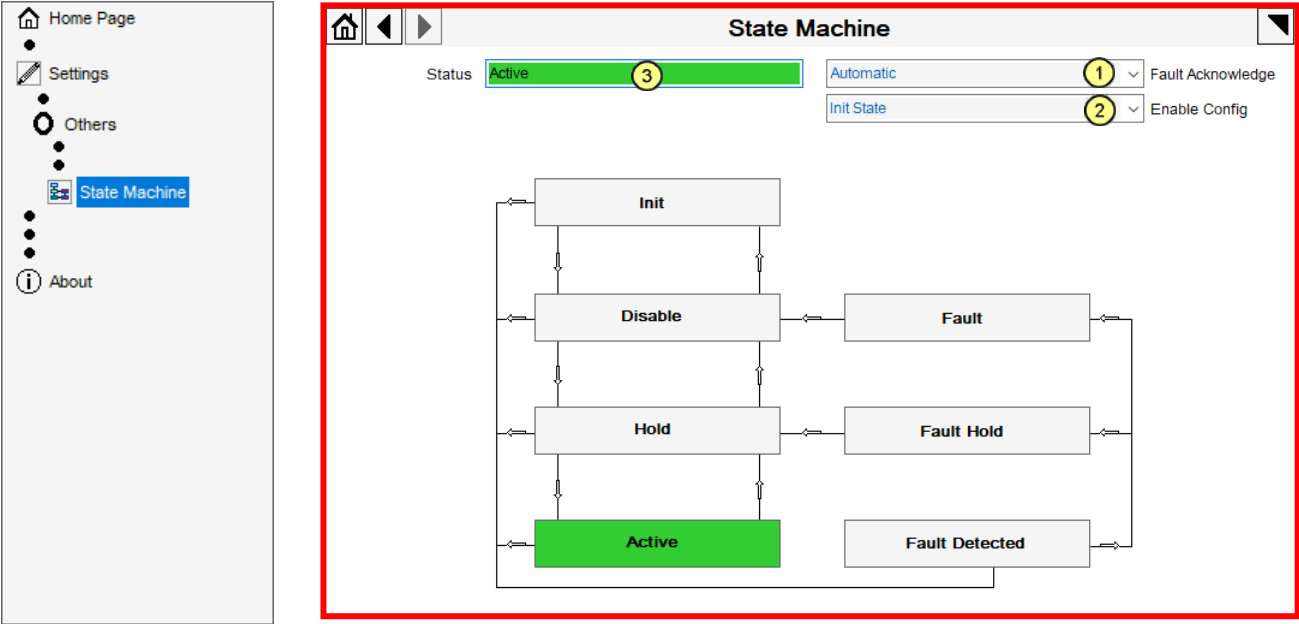 Home Page
Settings
Others
State Machine
About
State Machine
Status
Active
3
Automatic
1
Fault Acknowledge
Init State
2
Enable Config
Init
Disable
Fault
Hold
Fault Hold
Active
Fault Detected